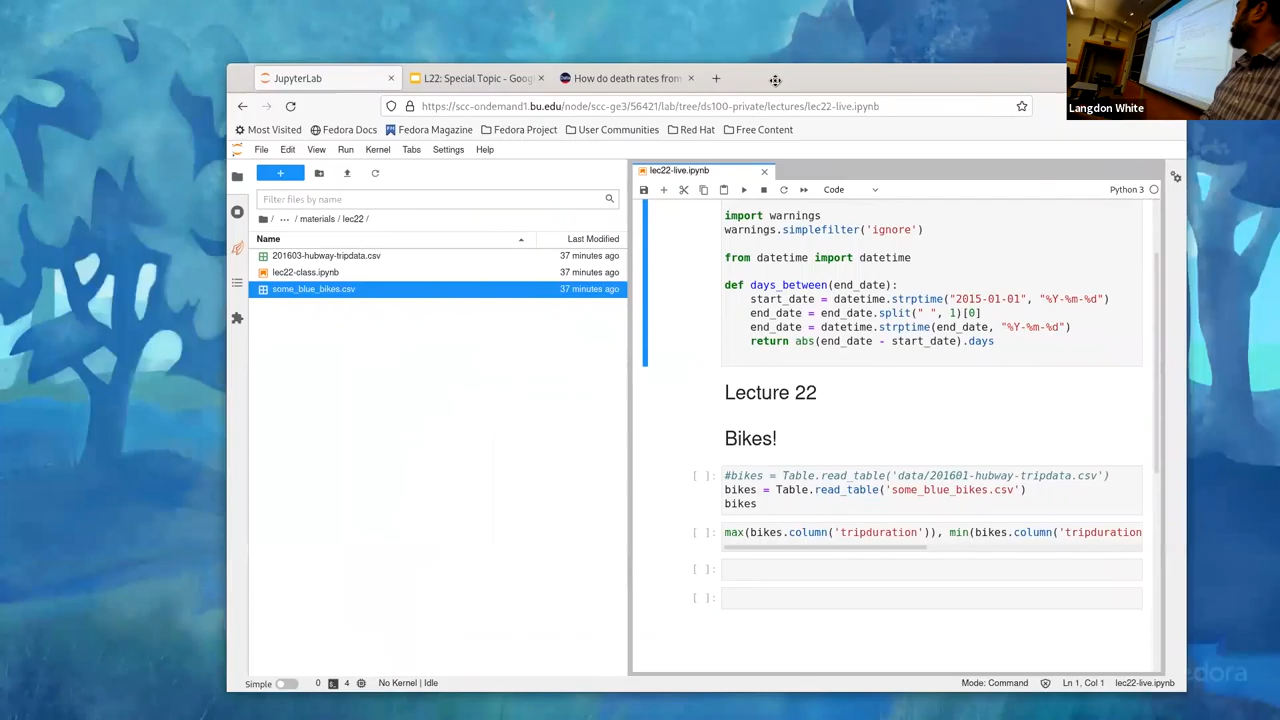 JupyterLab
L22: Special Topic - Goog
How do death rates from
Langdon White
https://scc-ondemand1.bu.edu/node/scc-ge3/56421/lab/tree/ds100-private/lectures/lec22-live.ipynb
Most Visited Fedora Docs Fedora Magazine Fedora Project User Communities Red Hat Free Content
File Edit View Run Kernel Tabs Settings Help
lec22-live.ipynb
Code
Python 3
Filter files by name
/ ... / materials / lec22 /
Name Last Modified
201603-hubway-tripdata.csv 37 minutes ago
lec22-class.ipynb 37 minutes ago
some_blue_bikes.csv 37 minutes ago
import warnings
warnings.simplefilter('ignore')
from datetime import datetime
def days_between(end_date):
start_date = datetime.strptime("2015-01-01", "%Y-%m-%d")
end_date = end_date.split(" ", 1)[0]
end_date = datetime.strptime(end_date, "%Y-%m-%d")
return abs(end_date - start_date).days
Lecture 22
Bikes!
[ ]: #bikes = Table.read_table('data/201601-hubway-tripdata.csv')
bikes = Table.read_table('some_blue_bikes.csv')
bikes
[ ]: max(bikes.column('tripduration')), min(bikes.column('tripduration
[ ]:
[ ]:
Simple 0 4 No Kernel | Idle
Mode: Command Ln 1, Col 1 lec22-live.ipynb
edora